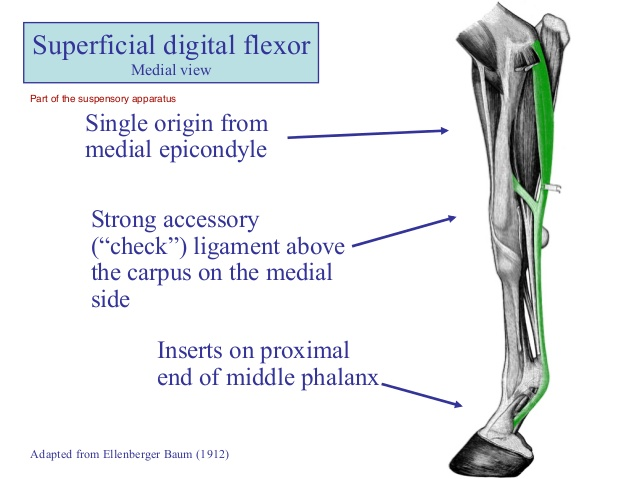 Superficial digital flexor
Medial view
Part of the suspensory apparatus
Single origin from
medial epicondyle
Strong accessory
(“check”) ligament above
the carpus on the medial
side
Inserts on proximal
end of middle phalanx
Adapted from Ellenberger Baum (1912)